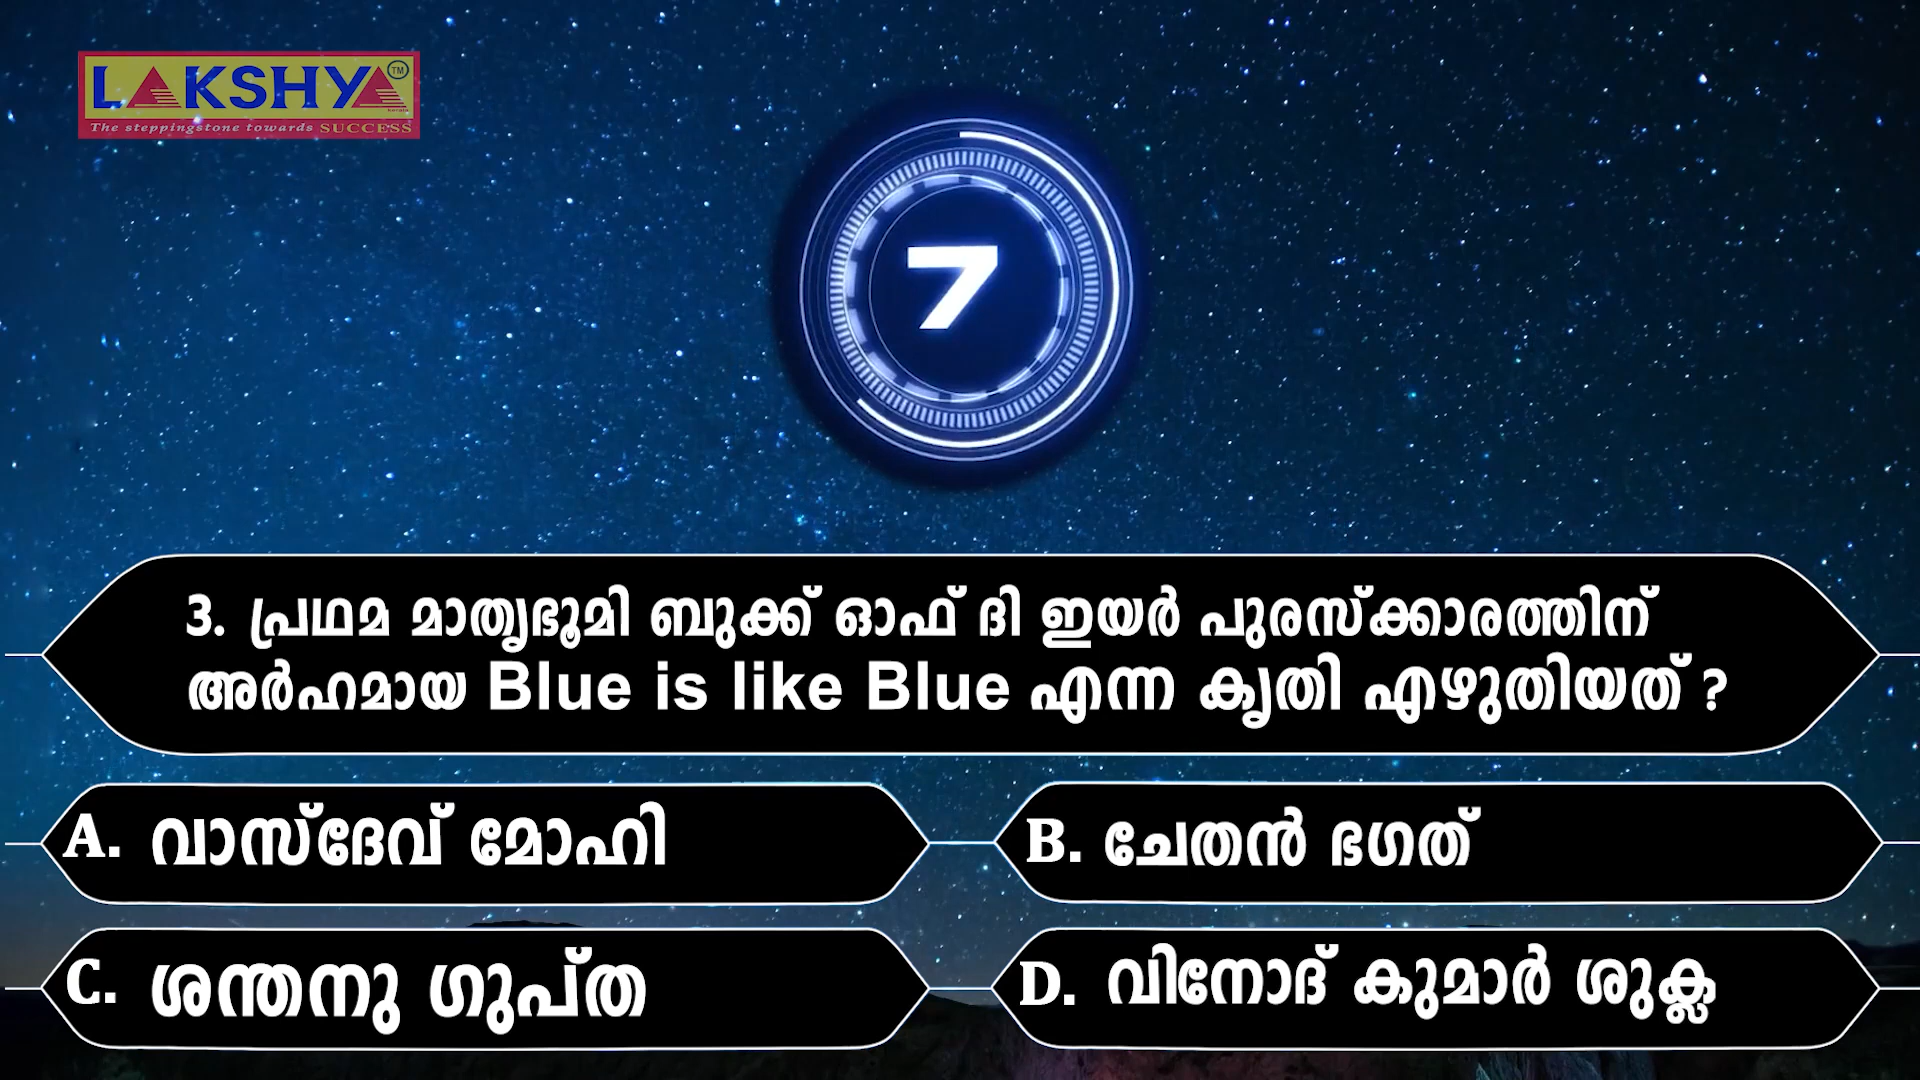 LAKSHYA TM
The steppingstone towards SUCCESS
7
3. പ്രഥമ മാതൃഭൂമി ബുക്ക് ഓഫ് ദി ഇയർ പുരസ്ക്കാരത്തിന്
അർഹമായ Blue is like Blue എന്ന കൃതി എഴുതിയത് ?
A. വാസ്ദേവ് മോഹി
B. ചേതൻ ഭഗത്
C. ശന്തനു ഗുപ്ത
D. വിനോദ് കുമാർ ശുക്ല